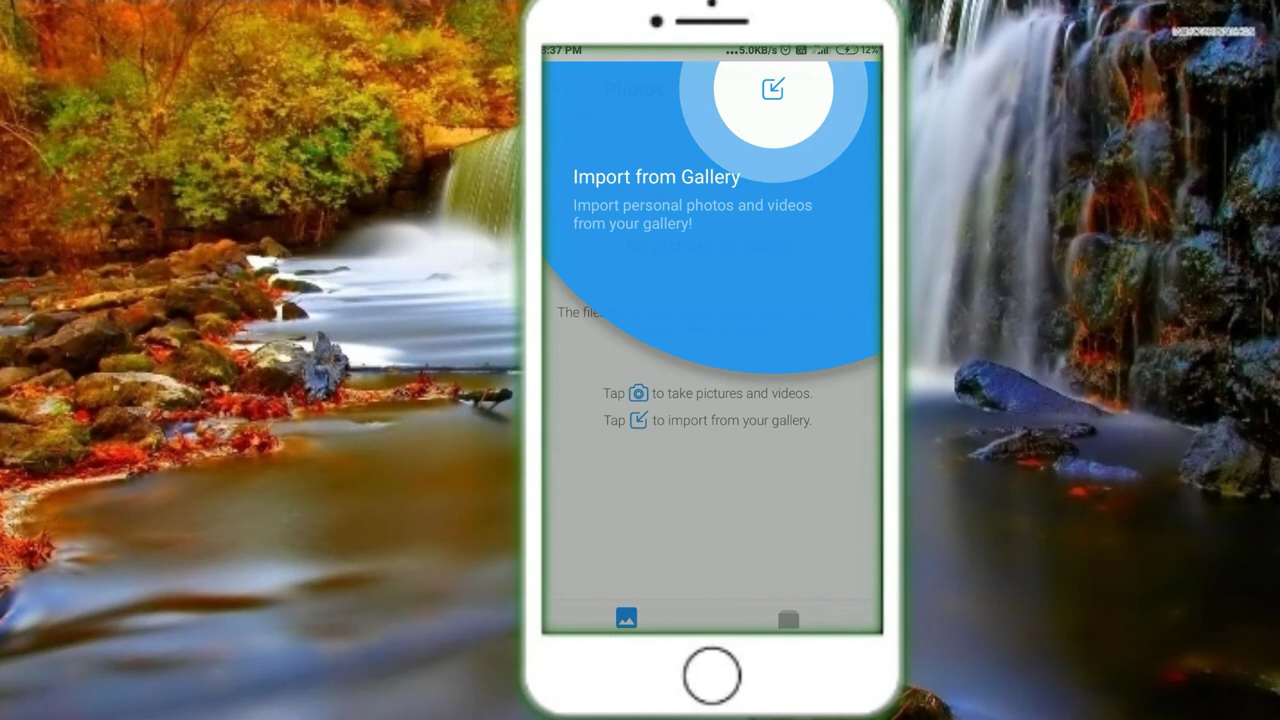 :37 PM ...5.0KB/s 12%
Photos
Import from Gallery
Import personal photos and videos
from your gallery!
The file
Tap to take pictures and videos.
Tap to import from your gallery.